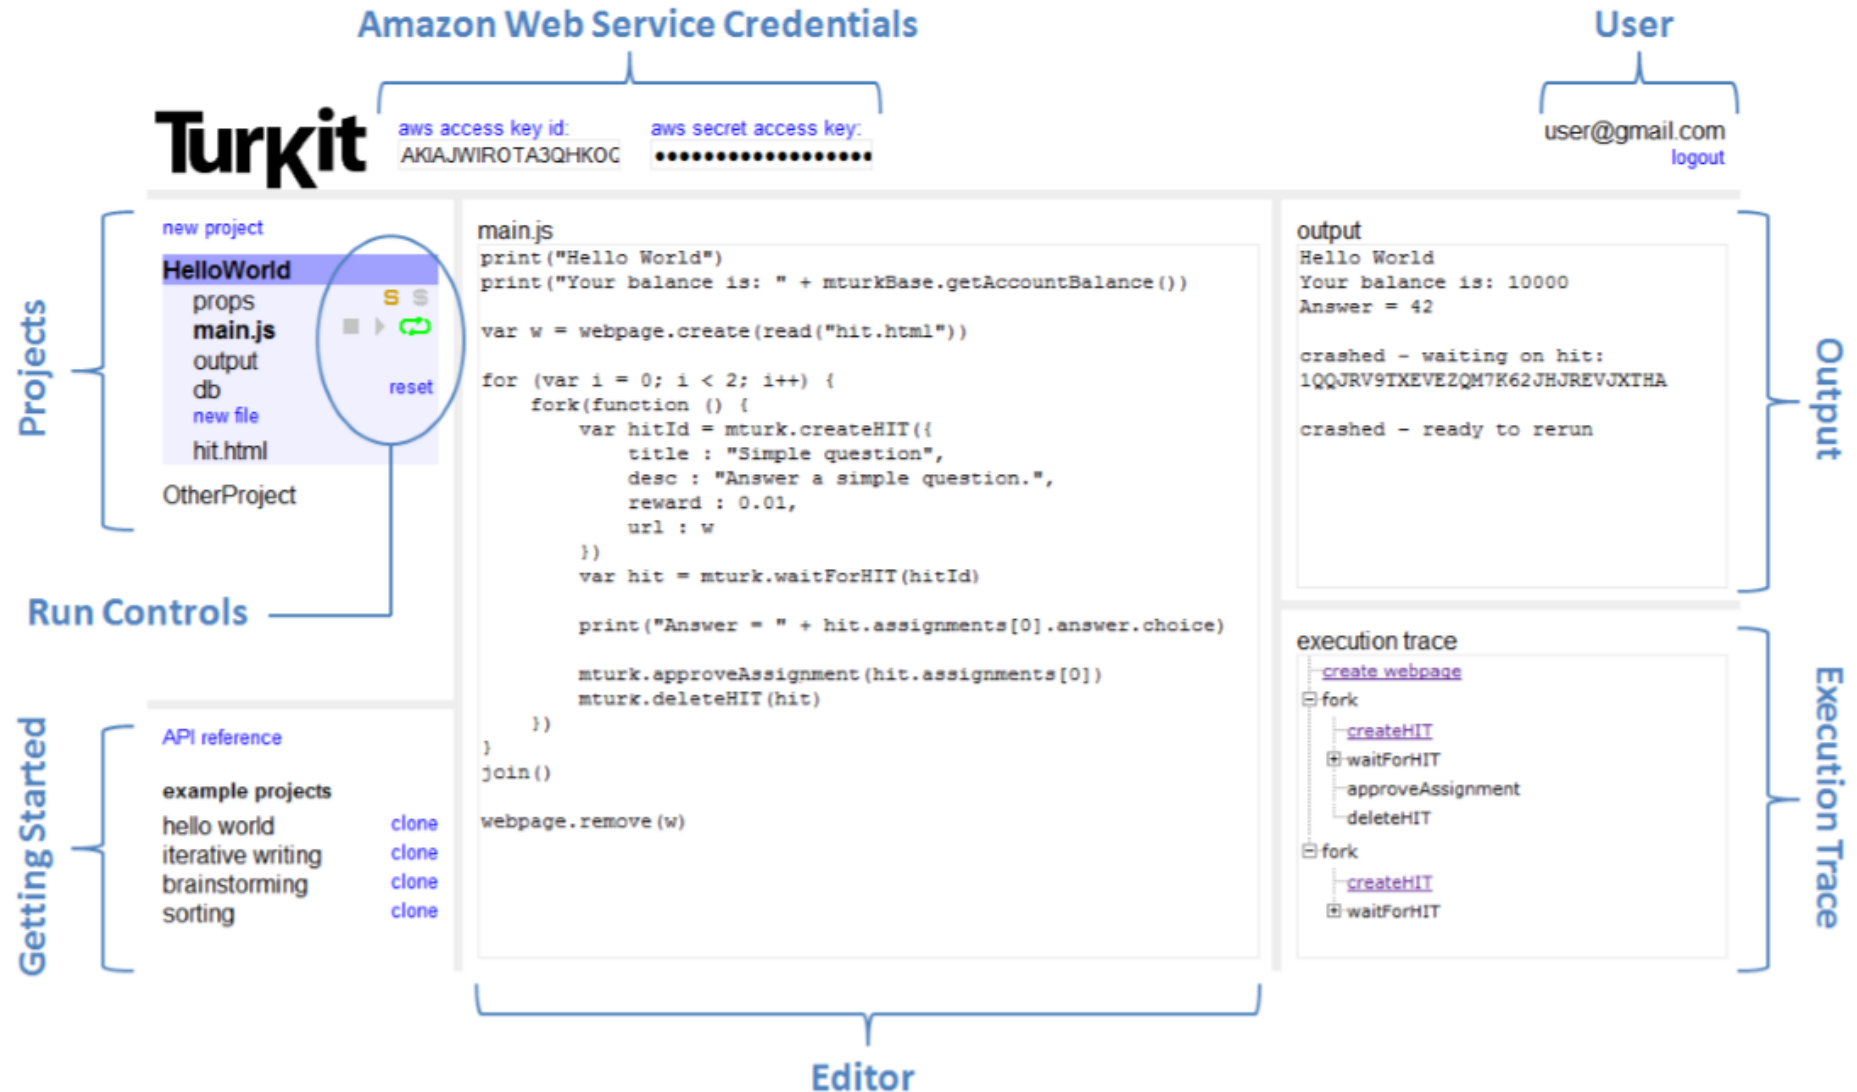 Amazon Web Service Credentials
User
Turkit
aws access key id:
AKIAJWIROTA3QHKOC
aws secret access key:
••••••••••••••••••
user@gmail.com
logout
Projects
new project
HelloWorld
props
S S
main.js
output
db
reset
new file
hit.html
OtherProject
Run Controls
Getting Started
API reference
example projects
hello world clone
iterative writing clone
brainstorming clone
sorting clone
main.js
print("Hello World")
print("Your balance is: " + mturkBase.getAccountBalance())
var w = webpage.create(read("hit.html"))
for (var i = 0; i < 2; i++) {
fork(function () {
var hitId = mturk.createHIT({
title : "Simple question",
desc : "Answer a simple question.",
reward : 0.01,
url : w
})
var hit = mturk.waitForHIT(hitId)
print("Answer = " + hit.assignments[0].answer.choice)
mturk.approveAssignment(hit.assignments[0])
mturk.deleteHIT(hit)
})
}
join()
webpage.remove(w)
Editor
output
Hello World
Your balance is: 10000
Answer = 42
crashed - waiting on hit:
1QQJRV9TXEVEZQM7K62JHJREVJXTHA
crashed - ready to rerun
Output
execution trace
create webpage
fork
createHIT
waitForHIT
approveAssignment
deleteHIT
fork
createHIT
waitForHIT
Execution Trace